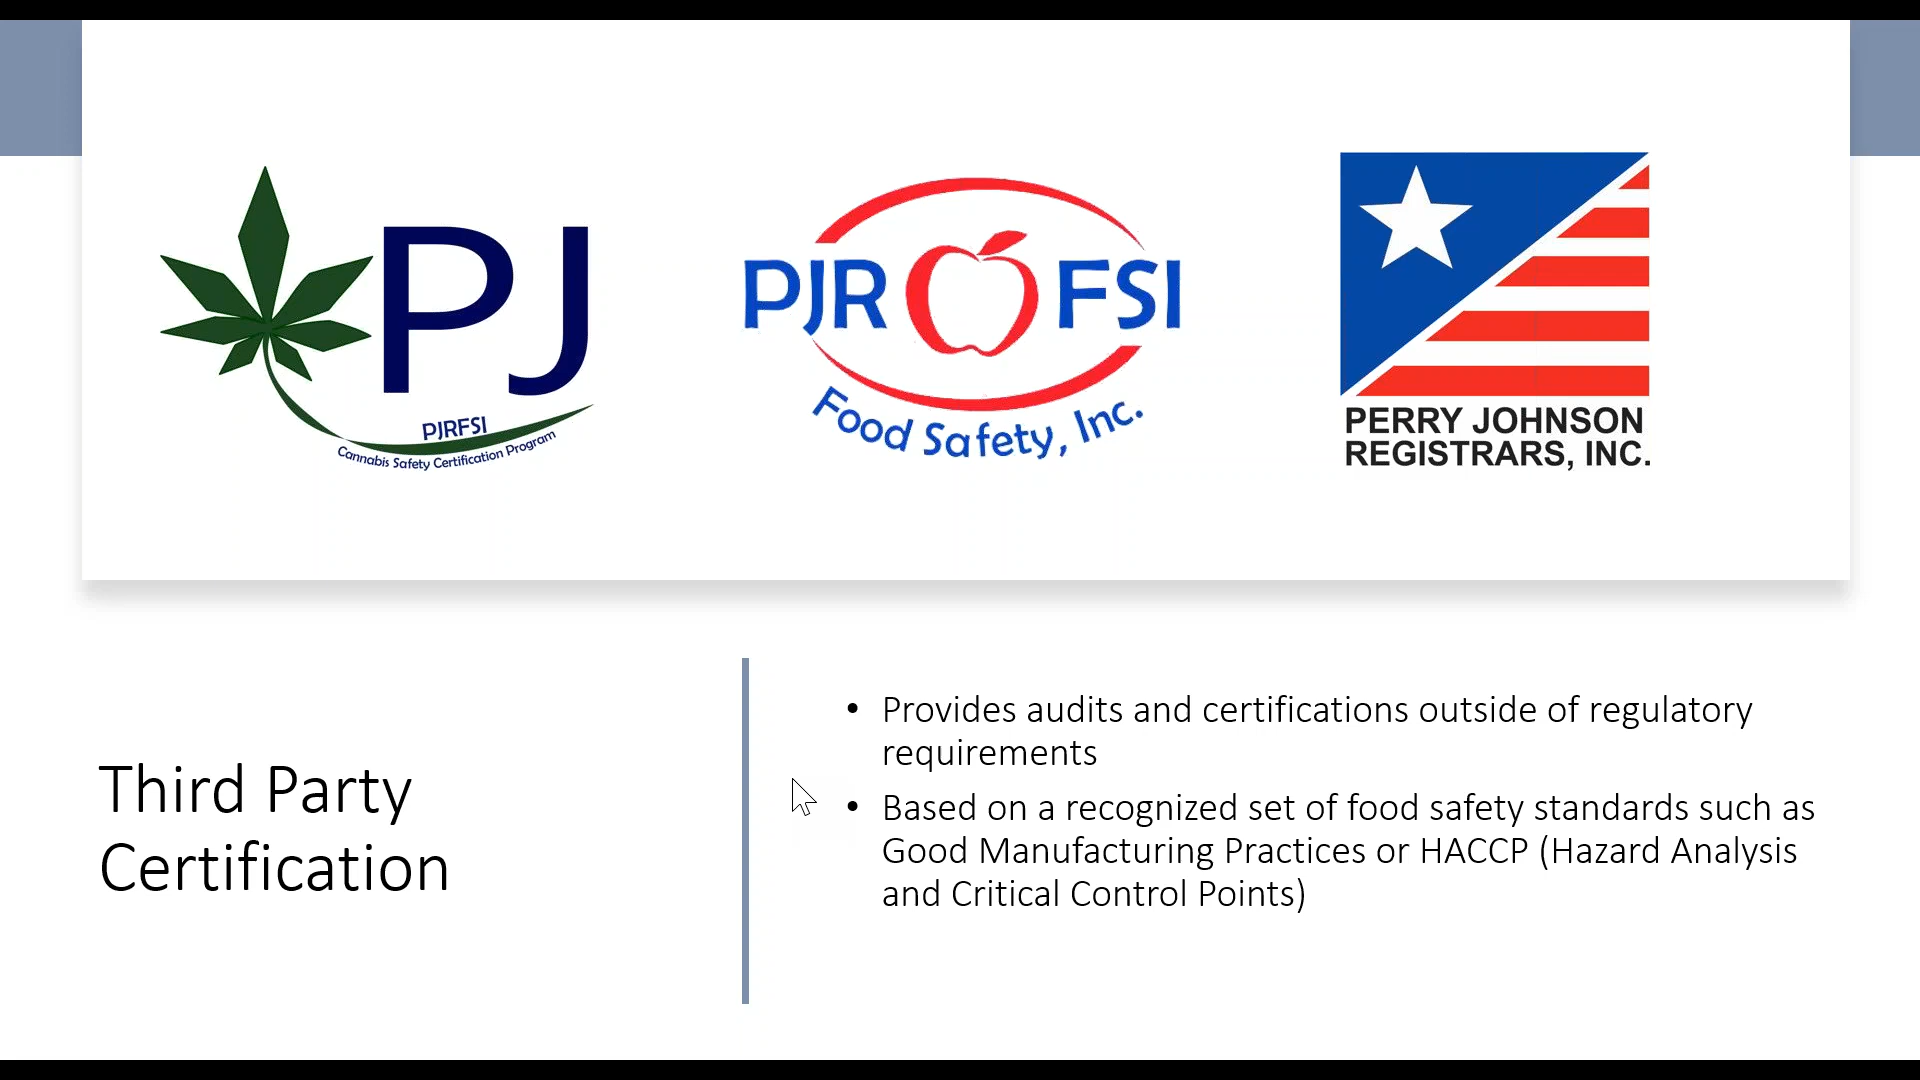 PJ
PJRFSI
Cannabis Safety Certification Program
PJR FSI
Food Safety, Inc.
PERRY JOHNSON
REGISTRARS, INC.
Third Party
Certification
• Provides audits and certifications outside of regulatory
requirements
• Based on a recognized set of food safety standards such as
Good Manufacturing Practices or HACCP (Hazard Analysis
and Critical Control Points)